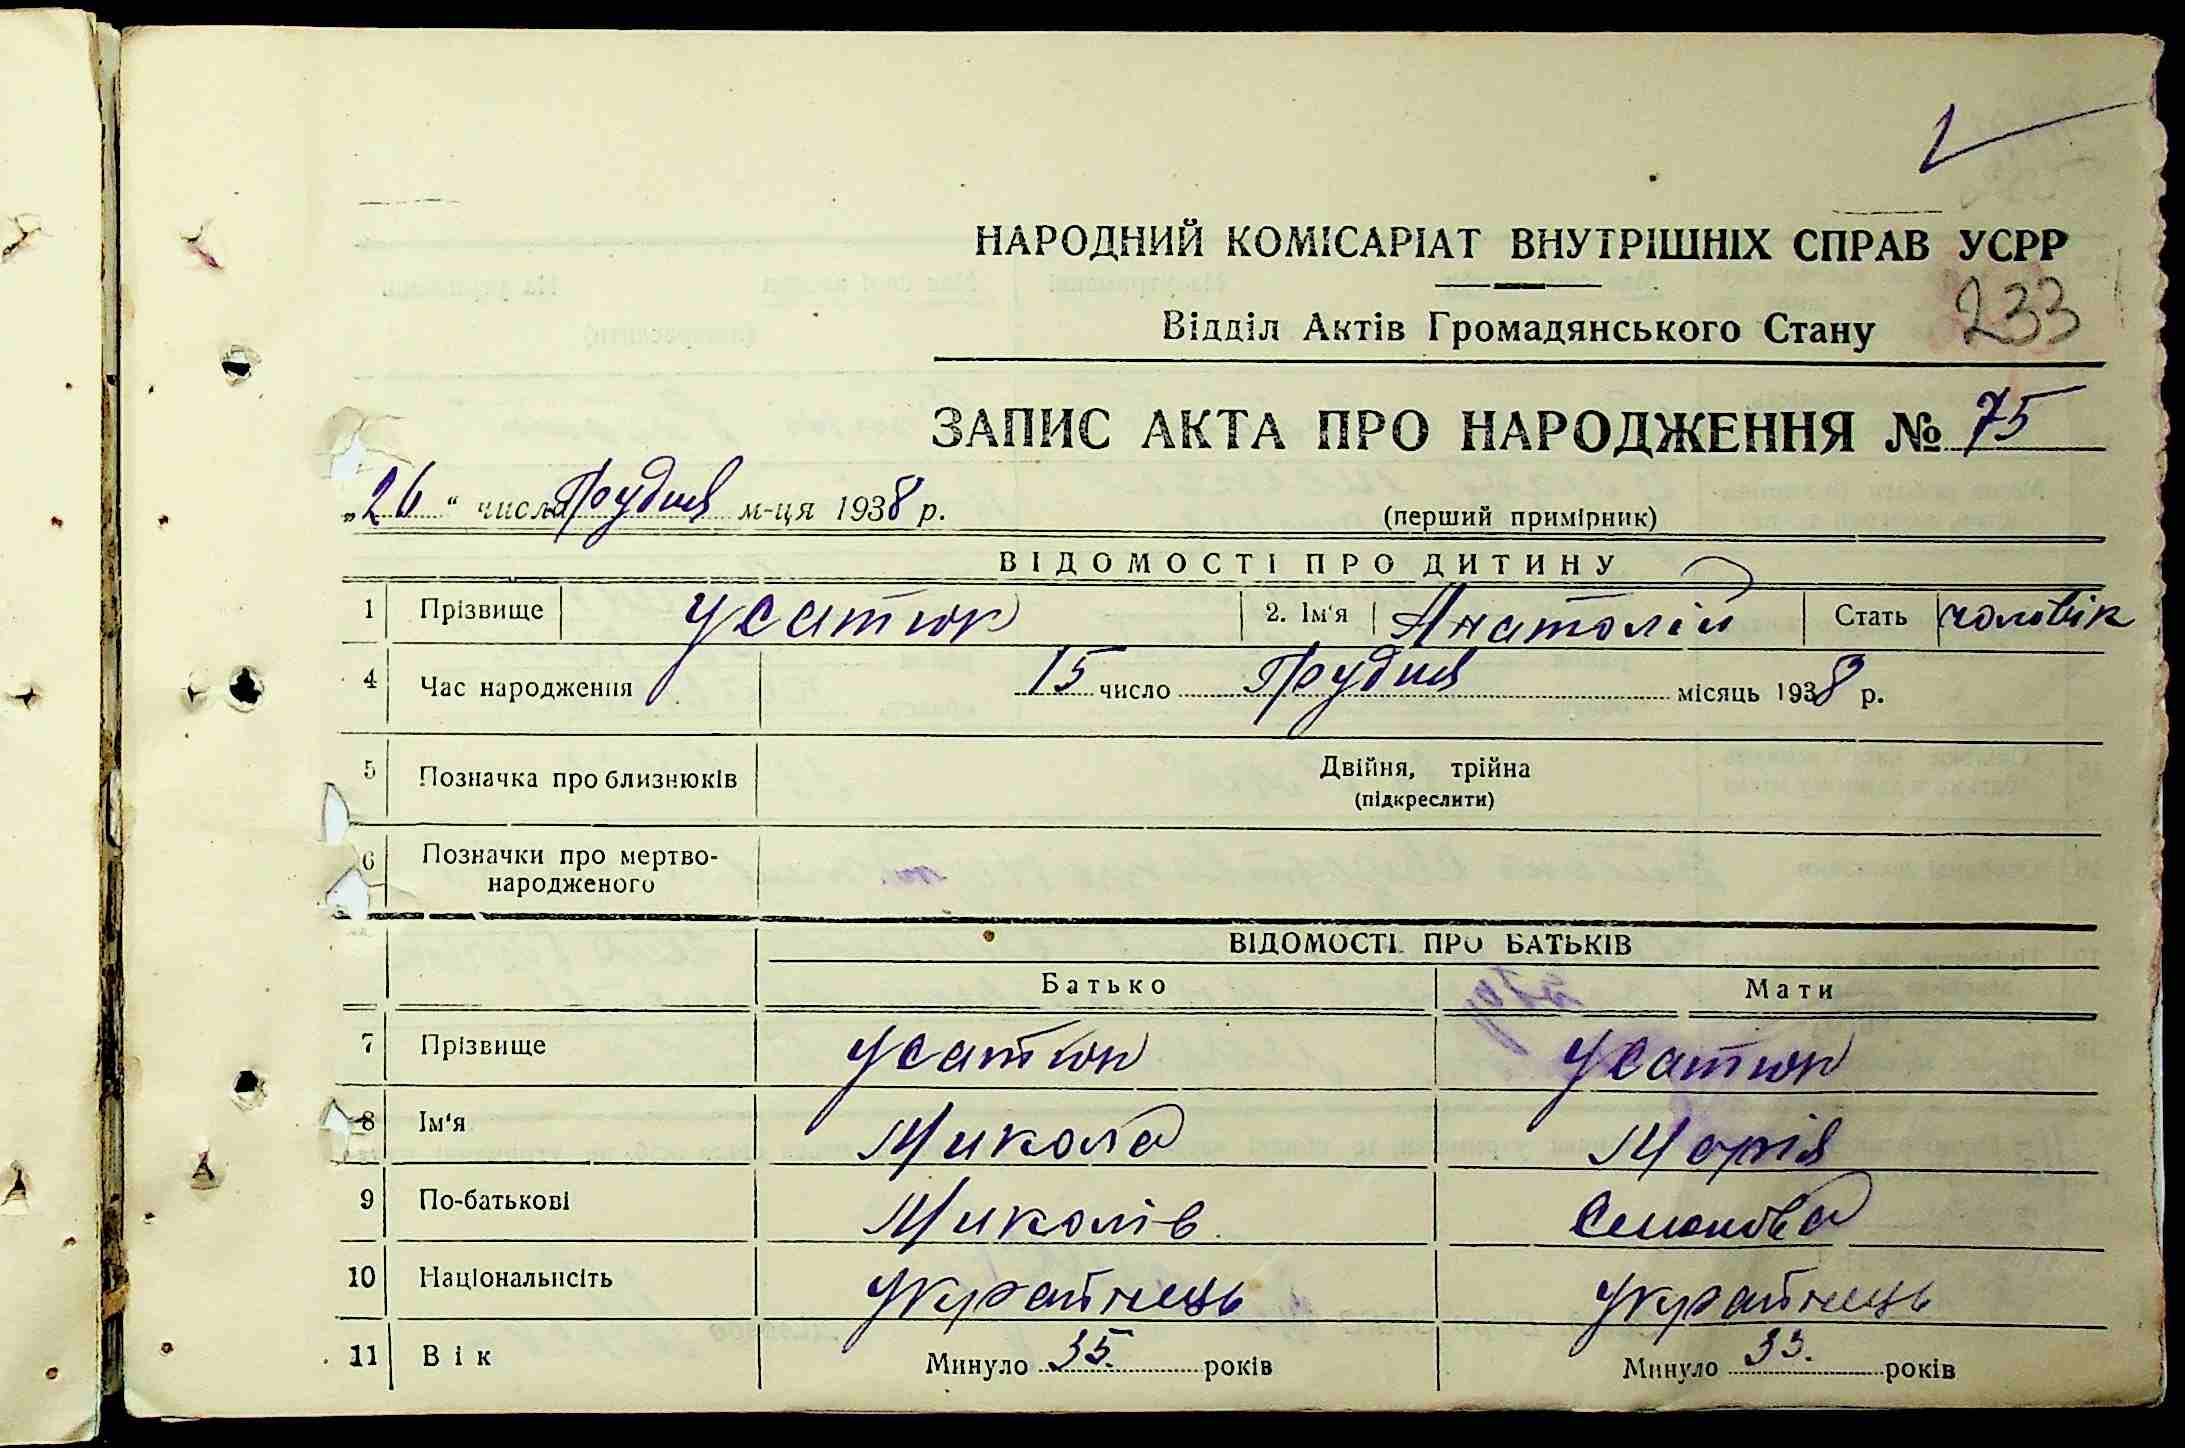 НАРОДНИЙ КОМІСАРІАТ ВНУТРІШНІХ СПРАВ УСРР
233
Відділ Актів Громадянського Стану
ЗАПИС АКТА ПРО НАРОДЖЕННЯ № 75
„26“ числа Грудня м-ця 1938 р.
(перший примірник)
ВІДОМОСТІ ПРО ДИТИНУ
1 Прізвище Усатюк 2. Ім'я Анатолій Стать чоловік
4 Час народження 15 число Грудня місяць 1938 р.
5 Позначка про близнюків Двійня, трійна
(підкреслити)
6 Позначки про мертво-
народженого
ВІДОМОСТІ ПРО БАТЬКІВ
Батько Мати
7 Прізвище Усатюк Усатюк
8 Ім'я Микола Марія
9 По-батькові Миколів Семенова
10 Національнсіть Українець Українець
11 Вік Минуло 35 років Минуло 33 років